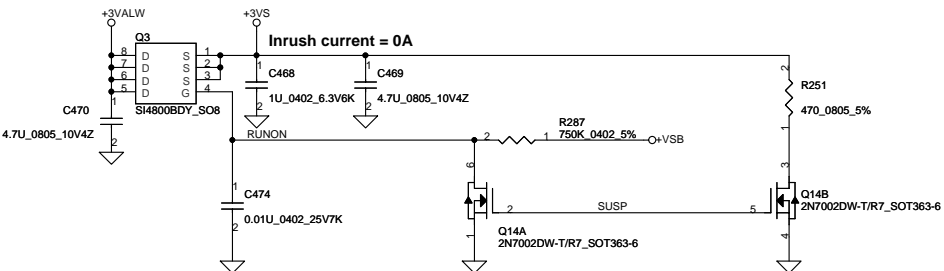 +3VALW
+3VS
Q3
Inrush current = 0A
8 D S 1
7 D S 2
6 D S 3
5 D G 4
SI4800BDY_SO8
C470
1
2
4.7U_0805_10V4Z
1
2
C468
1U_0402_6.3V6K
1
2
C469
4.7U_0805_10V4Z
2
1
R251
470_0805_5%
RUNON
2
1
R287
750K_0402_5%
+VSB
1
2
C474
0.01U_0402_25V7K
6
2
1
SUSP
Q14A
2N7002DW-T/R7_SOT363-6
3
5
4
Q14B
2N7002DW-T/R7_SOT363-6